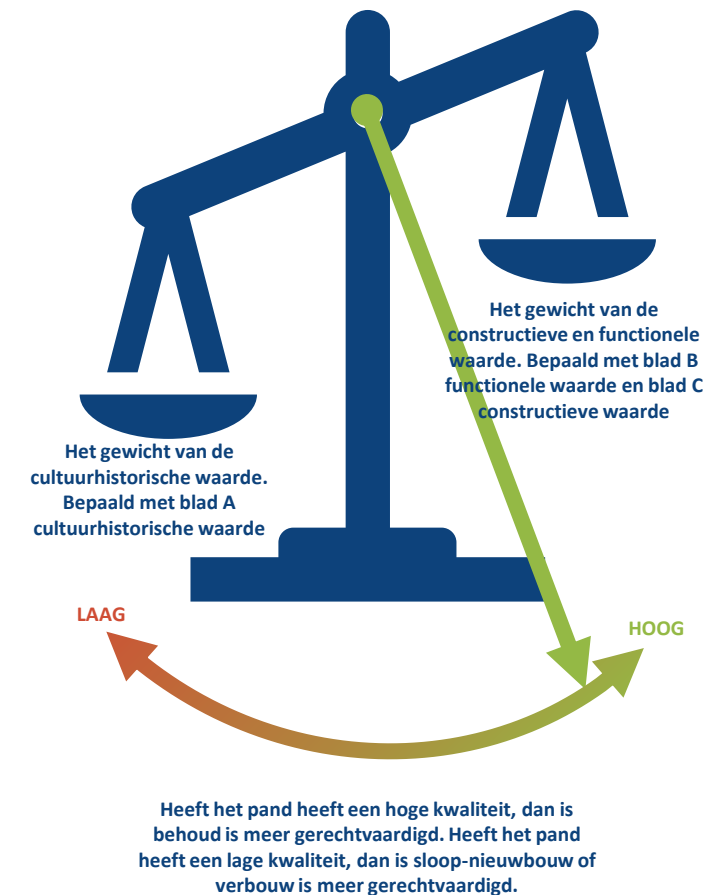 Het gewicht van de
constructieve en functionele
waarde. Bepaald met blad B
functionele waarde en blad C
constructieve waarde
Het gewicht van de
cultuurhistorische waarde.
Bepaald met blad A
cultuurhistorische waarde
LAAG
HOOG
Heeft het pand heeft een hoge kwaliteit, dan is
behoud is meer gerechtvaardigd. Heeft het pand
heeft een lage kwaliteit, dan is sloop-nieuwbouw of
verbouw is meer gerechtvaardigd.